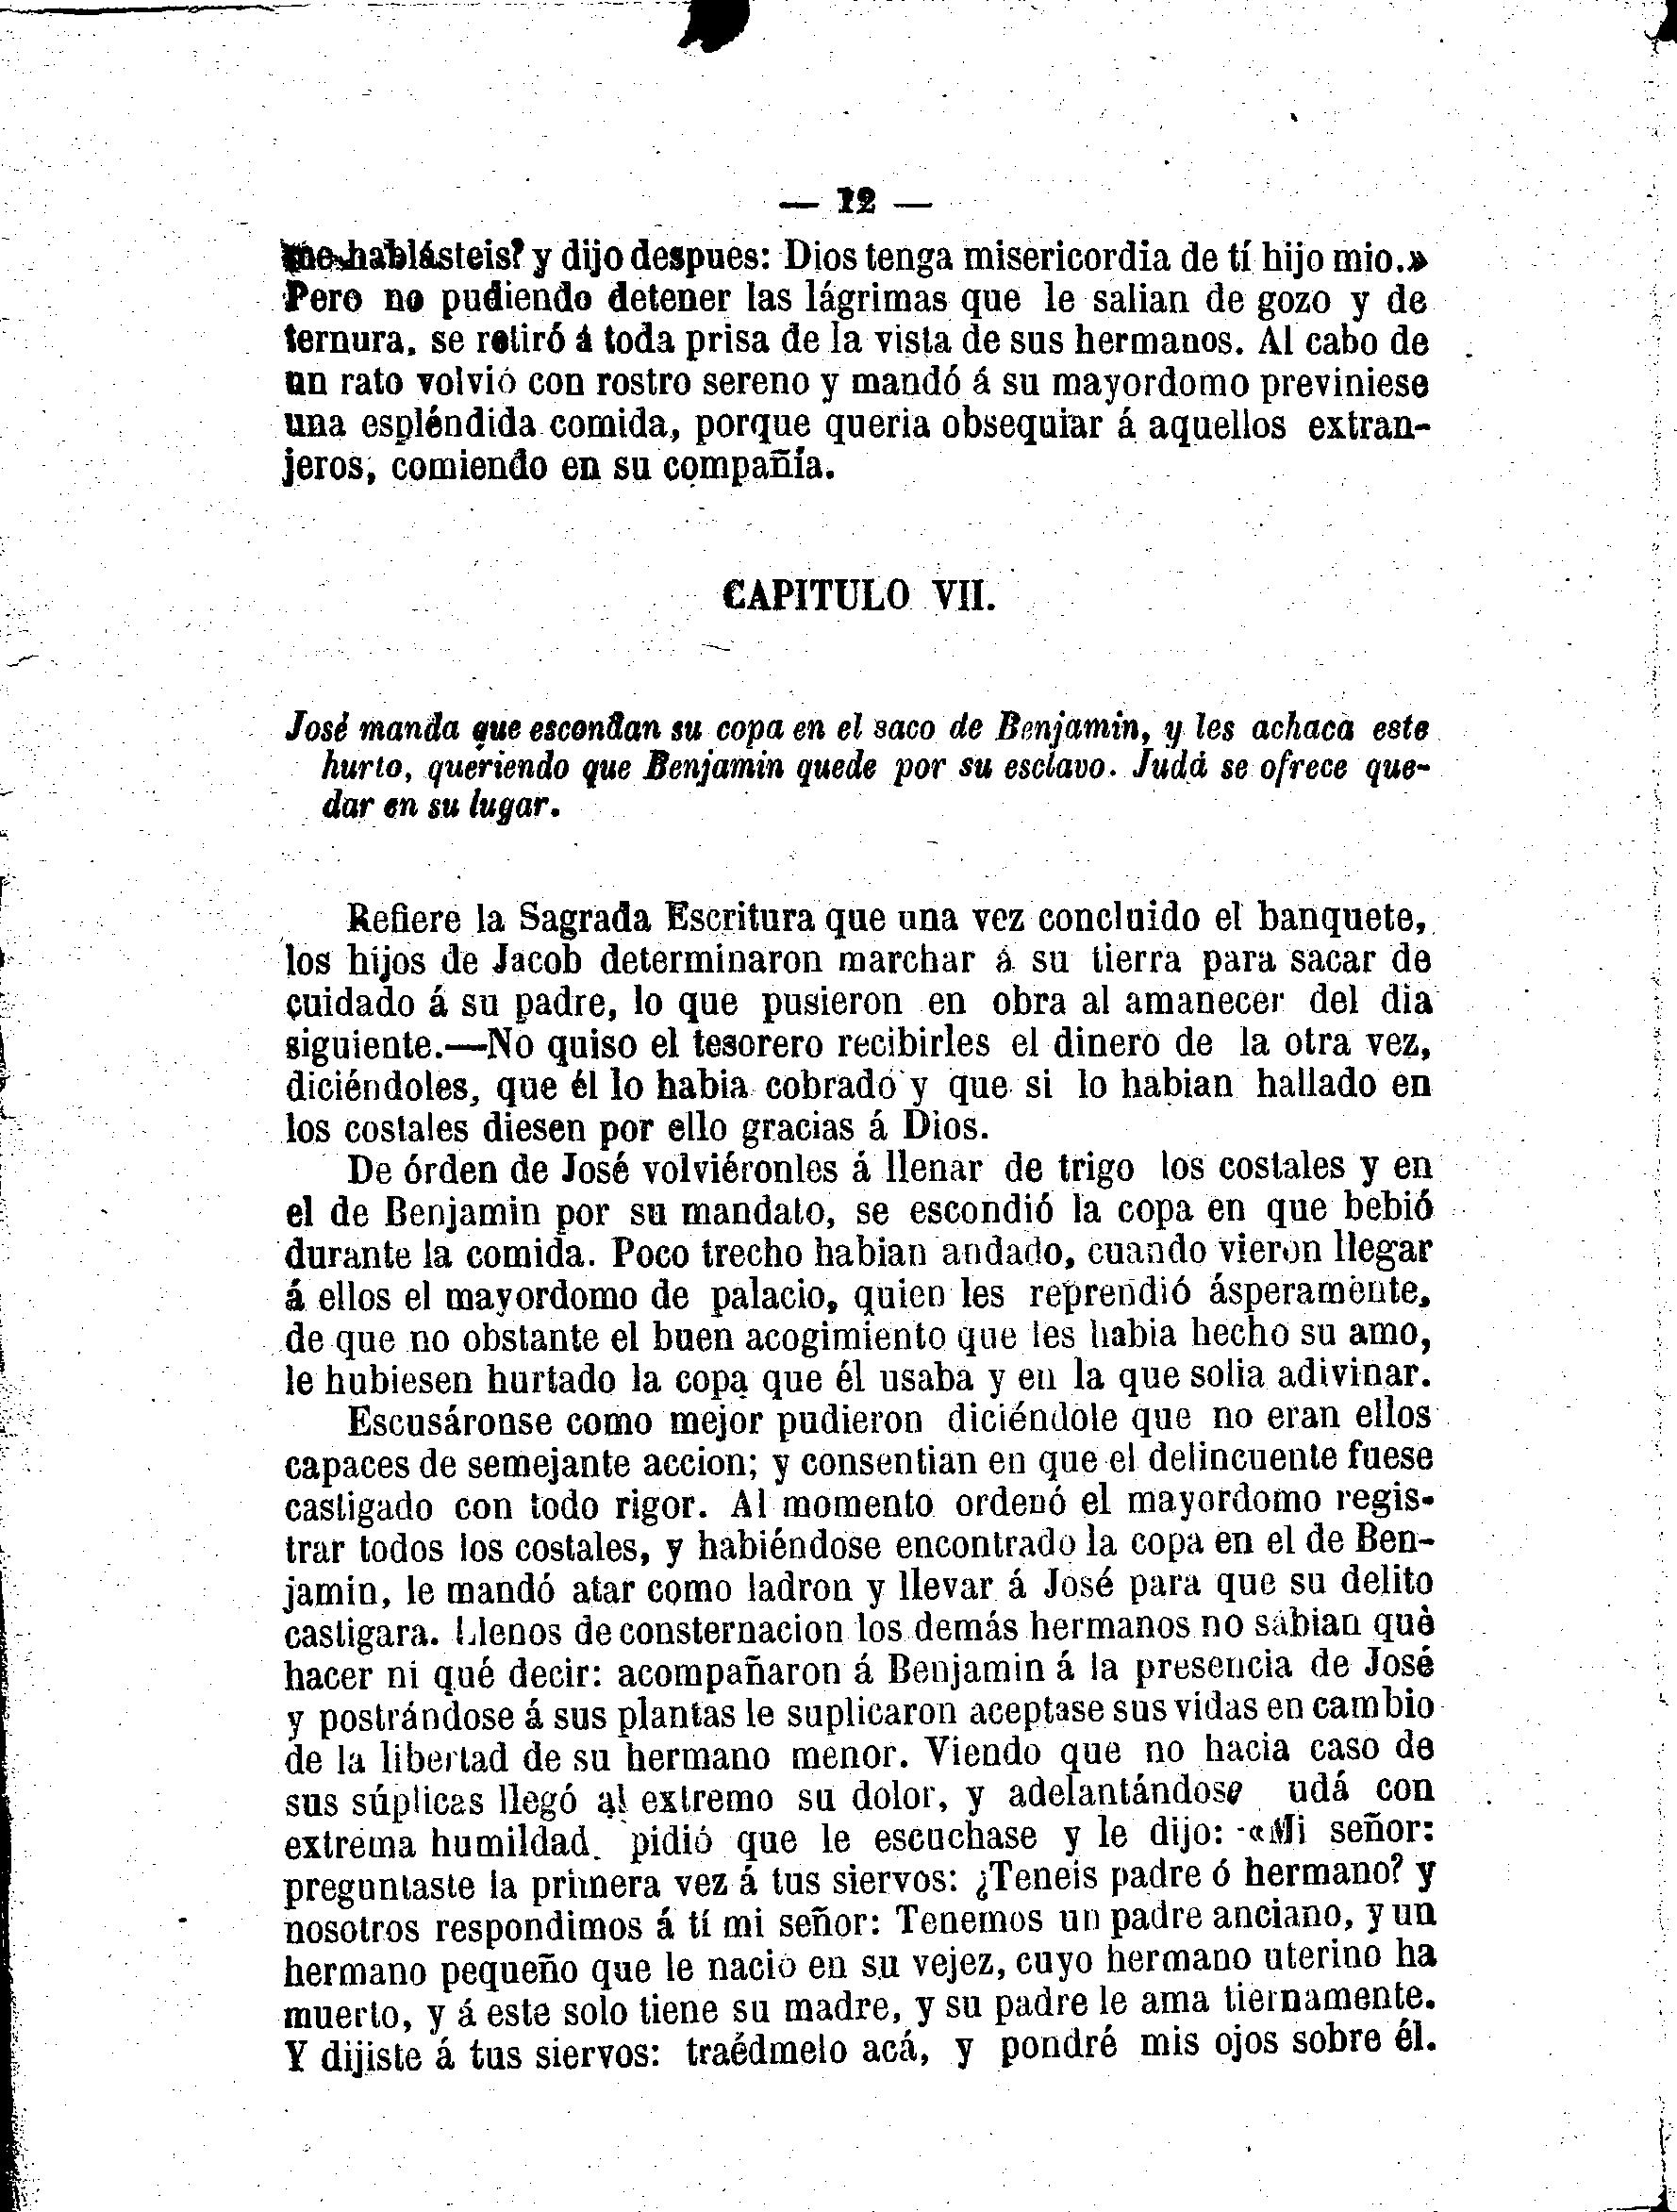 — 12 —
me hablásteis? y dijo despues: Dios tenga misericordia de tí hijo mio.»
Pero no pudiendo detener las lágrimas que le salian de gozo y de
ternura, se retiró á toda prisa de la vista de sus hermanos. Al cabo de
un rato volvió con rostro sereno y mandó á su mayordomo previniese
una espléndida comida, porque queria obsequiar á aquellos extran-
jeros, comiendo en su compañía.
CAPITULO VII.
José manda que escondan su copa en el saco de Benjamin, y les achaca este
hurto, queriendo que Benjamin quede por su esclavo. Judá se ofrece que-
dar en su lugar.
Refiere la Sagrada Escritura que una vez concluido el banquete,
los hijos de Jacob determinaron marchar á su tierra para sacar de
cuidado á su padre, lo que pusieron en obra al amanecer del dia
siguiente.—No quiso el tesorero recibirles el dinero de la otra vez,
diciéndoles, que él lo habia cobrado y que si lo habian hallado en
los costales diesen por ello gracias á Dios.
De órden de José volviéronles á llenar de trigo los costales y en
el de Benjamin por su mandato, se escondió la copa en que bebió
durante la comida. Poco trecho habian andado, cuando vieron llegar
á ellos el mayordomo de palacio, quien les reprendió ásperamente,
de que no obstante el buen acogimiento que les habia hecho su amo,
le hubiesen hurtado la copa que él usaba y en la que solia adivinar.
Escusáronse como mejor pudieron diciéndole que no eran ellos
capaces de semejante accion; y consentian en que el delincuente fuese
castigado con todo rigor. Al momento ordenó el mayordomo regis-
trar todos los costales, y habiéndose encontrado la copa en el de Ben-
jamin, le mandó atar como ladron y llevar á José para que su delito
castigara. Llenos de consternacion los demás hermanos no sabian què
hacer ni qué decir: acompañaron á Benjamin á la presencia de José
y postrándose á sus plantas le suplicaron aceptase sus vidas en cambio
de la libertad de su hermano menor. Viendo que no hacia caso de
sus súplicas llegó al extremo su dolor, y adelantándose udá con
extrema humildad, pidió que le escuchase y le dijo: «Mi señor:
preguntaste la primera vez á tus siervos: ¿Teneis padre ó hermano? y
nosotros respondimos á tí mi señor: Tenemos un padre anciano, y un
hermano pequeño que le nació en su vejez, cuyo hermano uterino ha
muerto, y á este solo tiene su madre, y su padre le ama tiernamente.
Y dijiste á tus siervos: traédmelo acá, y pondré mis ojos sobre él.